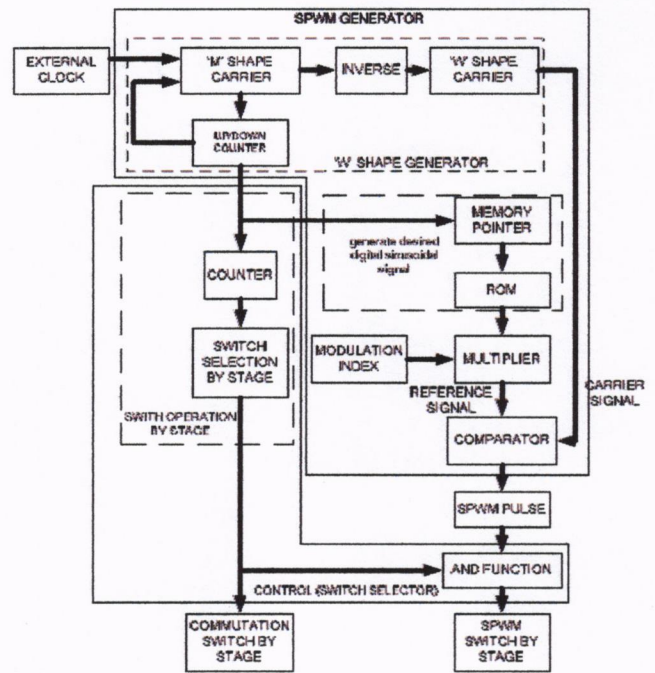 SPWM GENERATOR
EXTERNAL
CLOCK
'M' SHAPE
CARRIER
INVERSE
'W' SHAPE
CARRIER
UP/DOWN
COUNTER
'W' SHAPE GENERATOR
MEMORY
POINTER
generate desired
digital sinusoidal
signal
COUNTER
ROM
SWITCH
SELECTION
BY STAGE
MODULATION
INDEX
MULTIPLIER
REFERENCE
SIGNAL
CARRIER
SIGNAL
SWITH OPERATION
BY STAGE
COMPARATOR
SPWM PULSE
AND FUNCTION
CONTROL (SWITCH SELECTOR)
COMMUTATION
SWITCH BY
STAGE
SPWM
SWITCH BY
STAGE